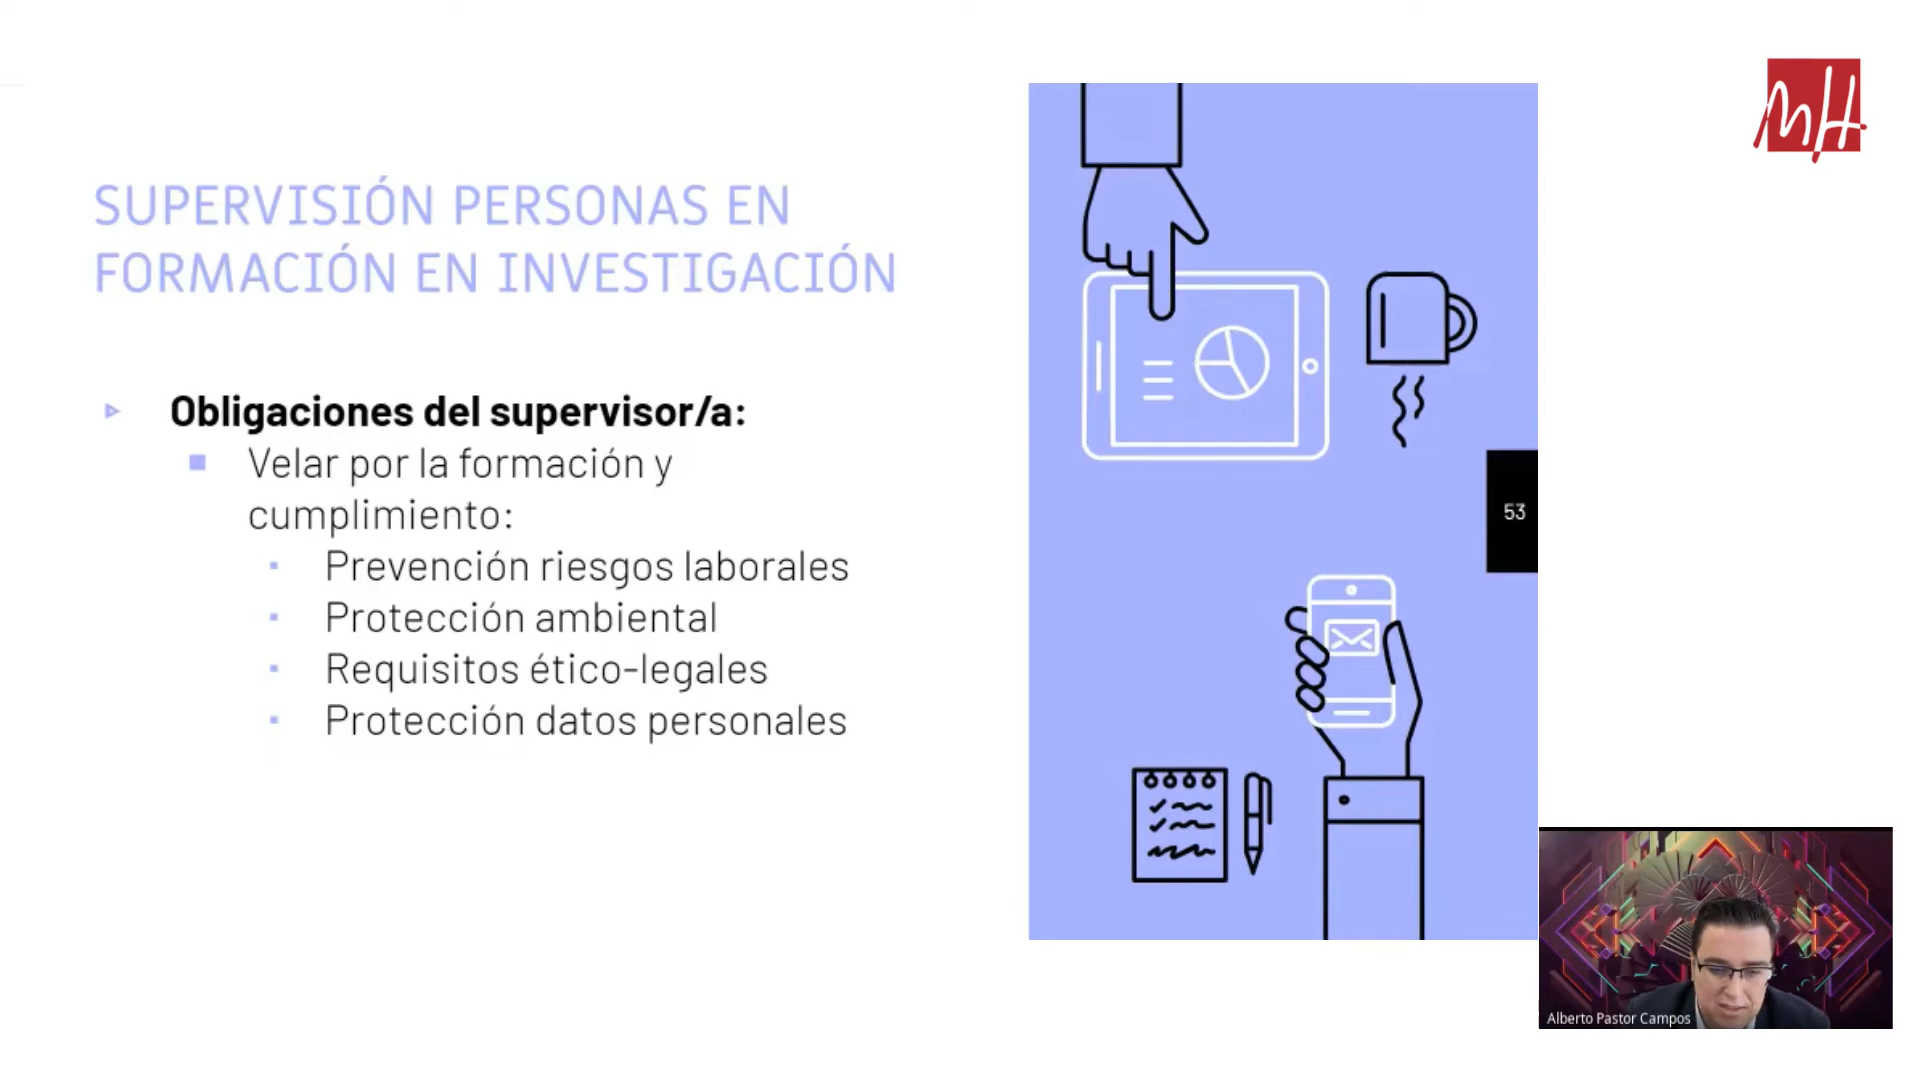 SUPERVISIÓN PERSONAS EN
FORMACIÓN EN INVESTIGACIÓN
Obligaciones del supervisor/a:
Velar por la formación y
cumplimiento:
Prevención riesgos laborales
Protección ambiental
Requisitos ético-legales
Protección datos personales
53
MH
Alberto Pastor Campos